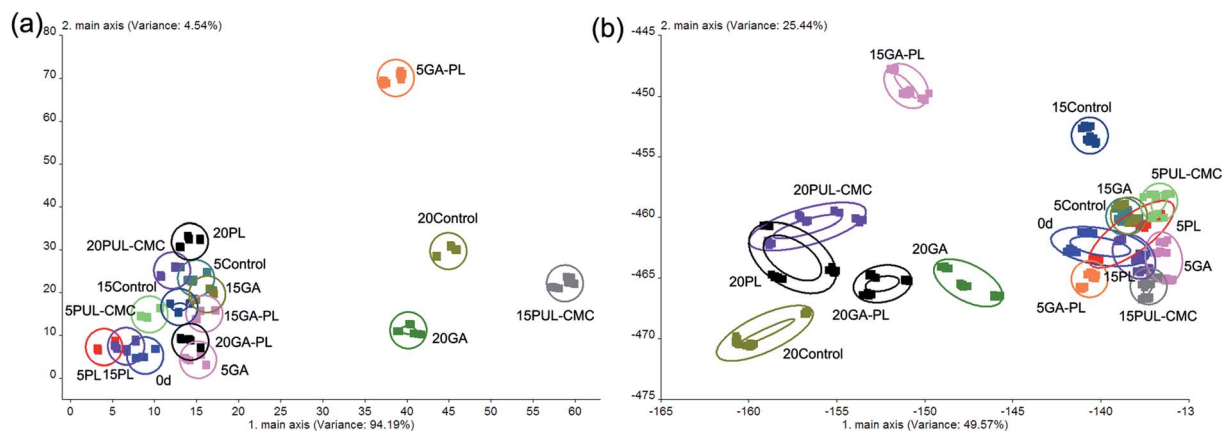 (a)
2. main axis (Variance: 4.54%)
80
70
60
50
40
30
20
10
0
0 5 10 15 20 25 30 35 40 45 50 55 60
1. main axis (Variance: 94.19%)
5GA-PL
20Control
15PUL-CMC
20GA
20PL
20PUL-CMC
5Control
15Control
15GA
5PUL-CMC
15GA-PL
20GA-PL
5PL
15PL
0d
5GA
(b)
2. main axis (Variance: 25.44%)
-445
-450
-455
-460
-465
-470
-475
-165 -160 -155 -150 -145 -140 -13
1. main axis (Variance: 49.57%)
15GA-PL
15Control
5PUL-CMC
15GA
20PUL-CMC
5Control
0d
5PL
20GA
15PL
5GA
20PL
20GA-PL
5GA-PL
15PUL-CMC
20Control